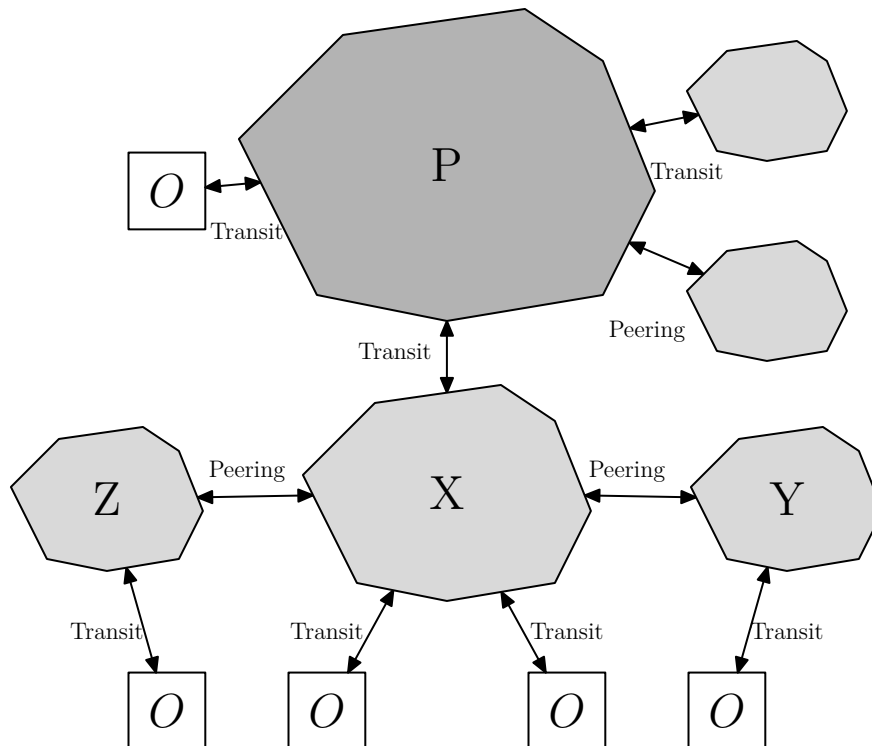 P
O
Transit
Transit
Peering
Transit
Peering
Peering
Z
X
Y
Transit
Transit
Transit
Transit
O
O
O
O